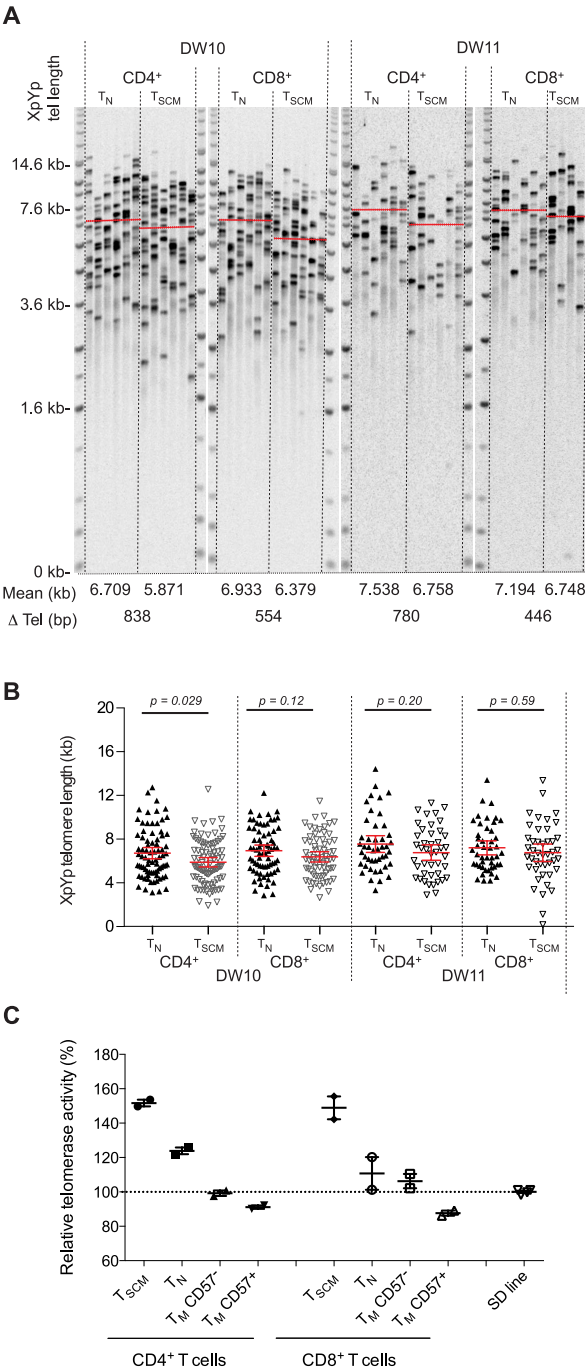 A
DW10 DW11
XpYp tel length
CD4+ CD8+ CD4+ CD8+
TN TSCM TN TSCM TN TSCM TN TSCM
14.6 kb-
7.6 kb-
3.6 kb-
1.6 kb-
0 kb-
Mean (kb) 6.709 5.871 6.933 6.379 7.538 6.758 7.194 6.748
Δ Tel (bp) 838 554 780 446
B
p = 0.029 p = 0.12 p = 0.20 p = 0.59
XpYp telomere length (kb)
20
16
12
8
4
0
TN TSCM TN TSCM TN TSCM TN TSCM
CD4+ CD8+ CD4+ CD8+
DW10 DW11
C
Relative telomerase activity (%)
180
160
140
120
100
80
60
TSCM TN TM CD57- TM CD57+ TSCM TN TM CD57- TM CD57+ SD line
CD4+ T cells CD8+ T cells